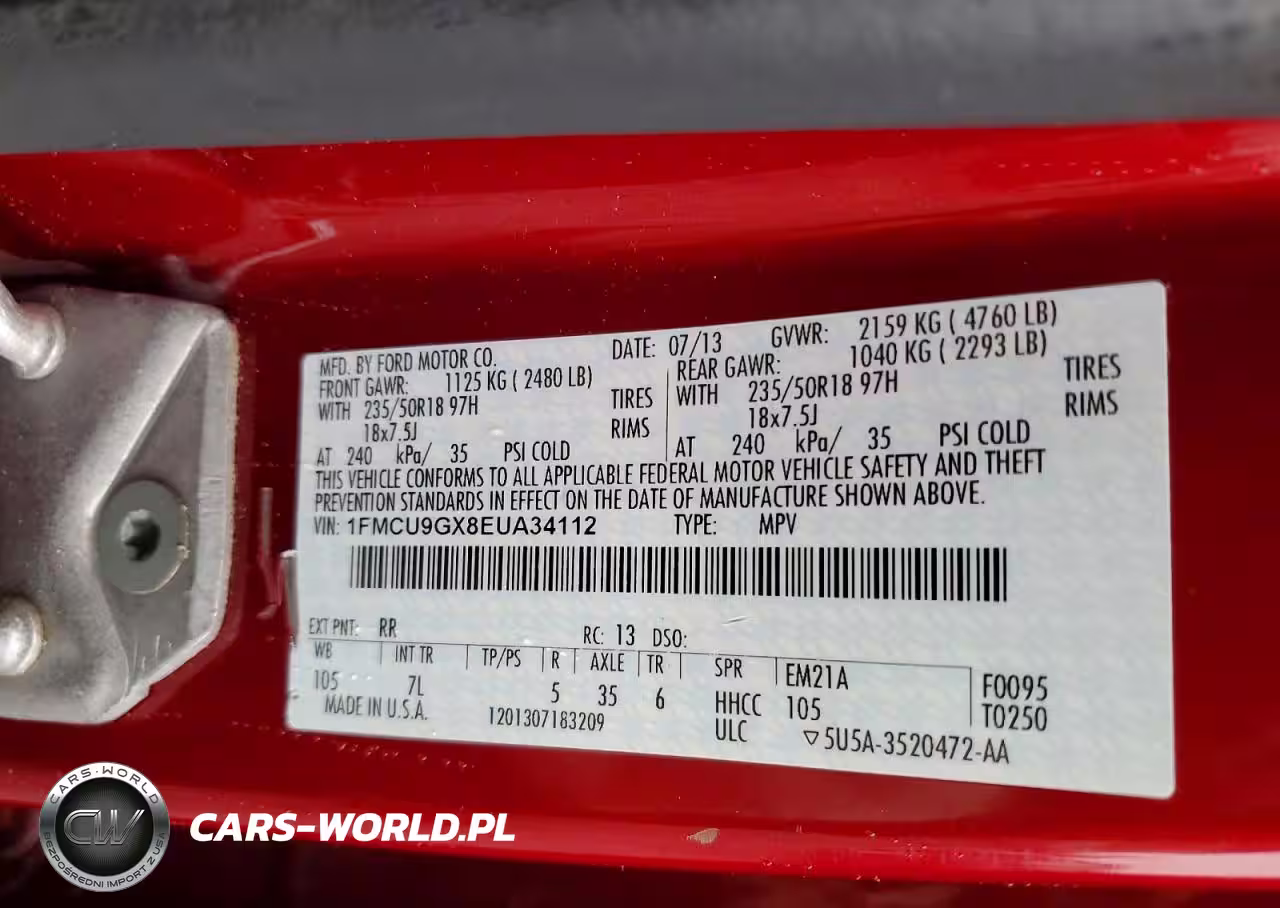 MFD. BY FORD MOTOR CO. DATE: 07/13 GVWR: 2159 KG ( 4760 LB)
FRONT GAWR: 1125 KG ( 2480 LB) REAR GAWR: 1040 KG ( 2293 LB)
WITH 235/50R18 97H TIRES WITH 235/50R18 97H TIRES
18x7.5J RIMS 18x7.5J RIMS
AT 240 kPa/ 35 PSI COLD AT 240 kPa/ 35 PSI COLD
THIS VEHICLE CONFORMS TO ALL APPLICABLE FEDERAL MOTOR VEHICLE SAFETY AND THEFT
PREVENTION STANDARDS IN EFFECT ON THE DATE OF MANUFACTURE SHOWN ABOVE.
VIN: 1FMCU9GX8EUA34112 TYPE: MPV
EXT PNT: RR RC: 13 DSO:
WB INT TR TP/PS R AXLE TR SPR EM21A F0095
105 7L 5 35 6 HHCC 105 T0250
MADE IN U.S.A. 1201307183209 ULC ▽5U5A-3520472-AA
CARS-WORLD
CW
BEZPOŚREDNI IMPORT Z USA
CARS-WORLD.PL